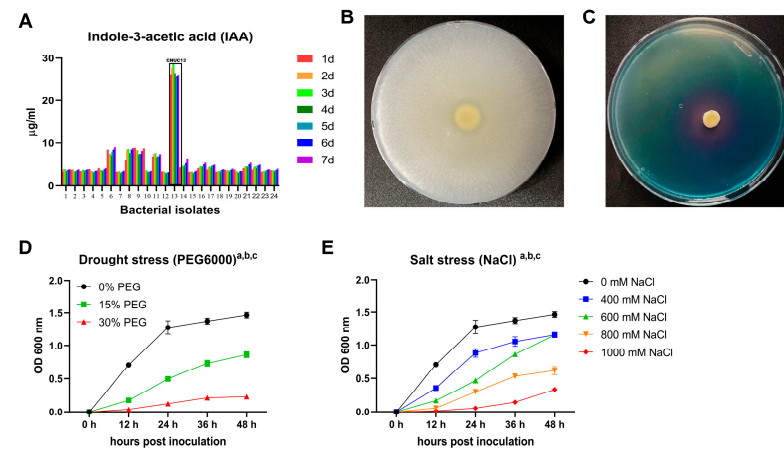 A
Indole-3-acetic acid (IAA)
CNUC13
30
20
10
0
µg/ml
1 2 3 4 5 6 7 8 9 10 11 12 13 14 15 16 17 18 19 20 21 22 23 24
Bacterial isolates
1d
2d
3d
4d
5d
6d
7d
B
C
D
Drought stress (PEG6000)a,b,c
2.0
1.5
1.0
0.5
0.0
OD 600 nm
0% PEG
15% PEG
30% PEG
0 h 12 h 24 h 36 h 48 h
hours post inoculation
E
Salt stress (NaCl) a,b,c
2.0
1.5
1.0
0.5
0.0
OD 600 nm
0 h 12 h 24 h 36 h 48 h
hours post inoculation
0 mM NaCl
400 mM NaCl
600 mM NaCl
800 mM NaCl
1000 mM NaCl